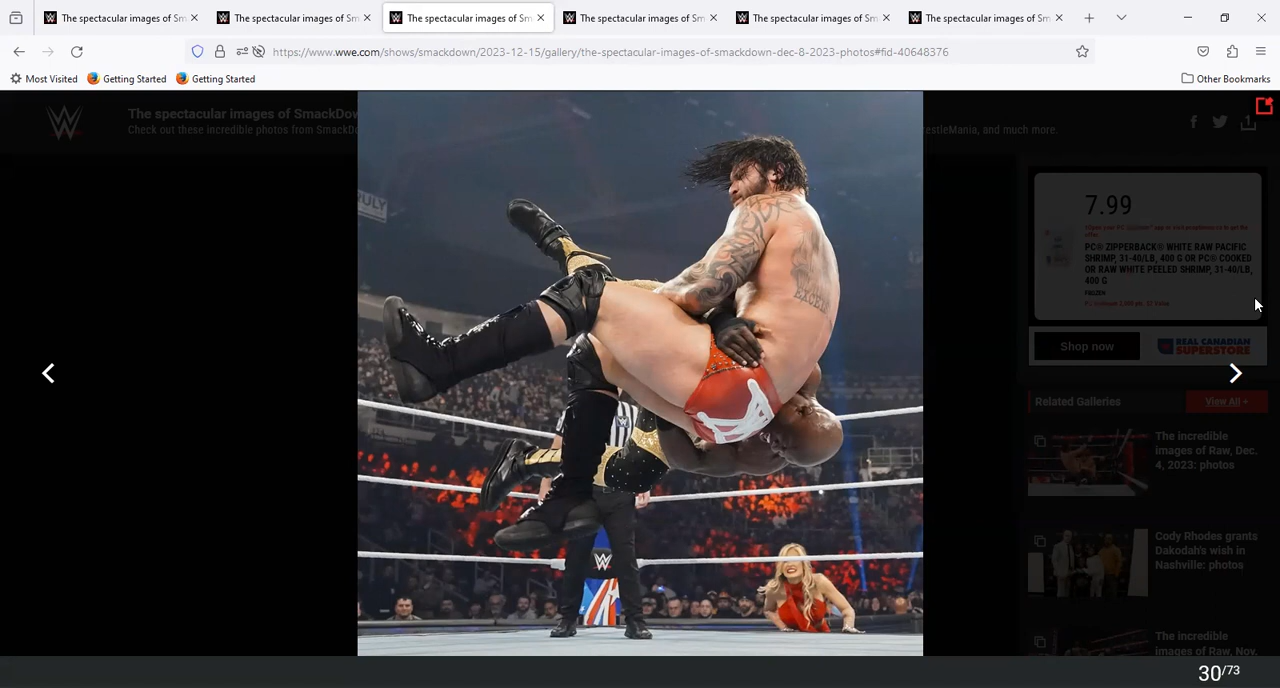 The spectacular images of Sm
The spectacular images of Sm
The spectacular images of Sm
The spectacular images of Sm
The spectacular images of Sm
The spectacular images of Sm
https://www.wwe.com/shows/smackdown/2023-12-15/gallery/the-spectacular-images-of-smackdown-dec-8-2023-photos#fid-40648376
Most Visited
Getting Started
Getting Started
Other Bookmarks
The spectacular images of SmackDow
Check out these incredible photos from SmackDo
restleMania, and much more.
RULY
EXCEM
W
7.99
PC® ZIPPERBACK® WHITE RAW PACIFIC
SHRIMP, 31-40/LB, 400 G OR PC® COOKED
OR RAW WHITE PEELED SHRIMP, 31-40/LB,
400 G
FROZEN
Shop now
REAL CANADIAN
SUPERSTORE
Related Galleries
View All +
The incredible
images of Raw, Dec.
4, 2023: photos
Cody Rhodes grants
Dakodah's wish in
Nashville: photos
The incredible
images of Raw, Nov.
30/73